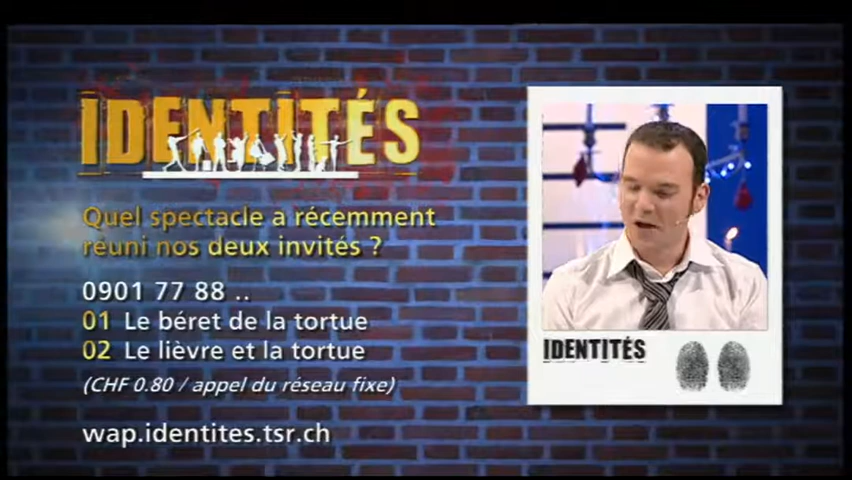 IDENTITÉS
Quel spectacle a récemment
réuni nos deux invités ?
0901 77 88 ..
01 Le béret de la tortue
02 Le lièvre et la tortue
(CHF 0.80 / appel du réseau fixe)
wap.identites.tsr.ch
IDENTITÉS